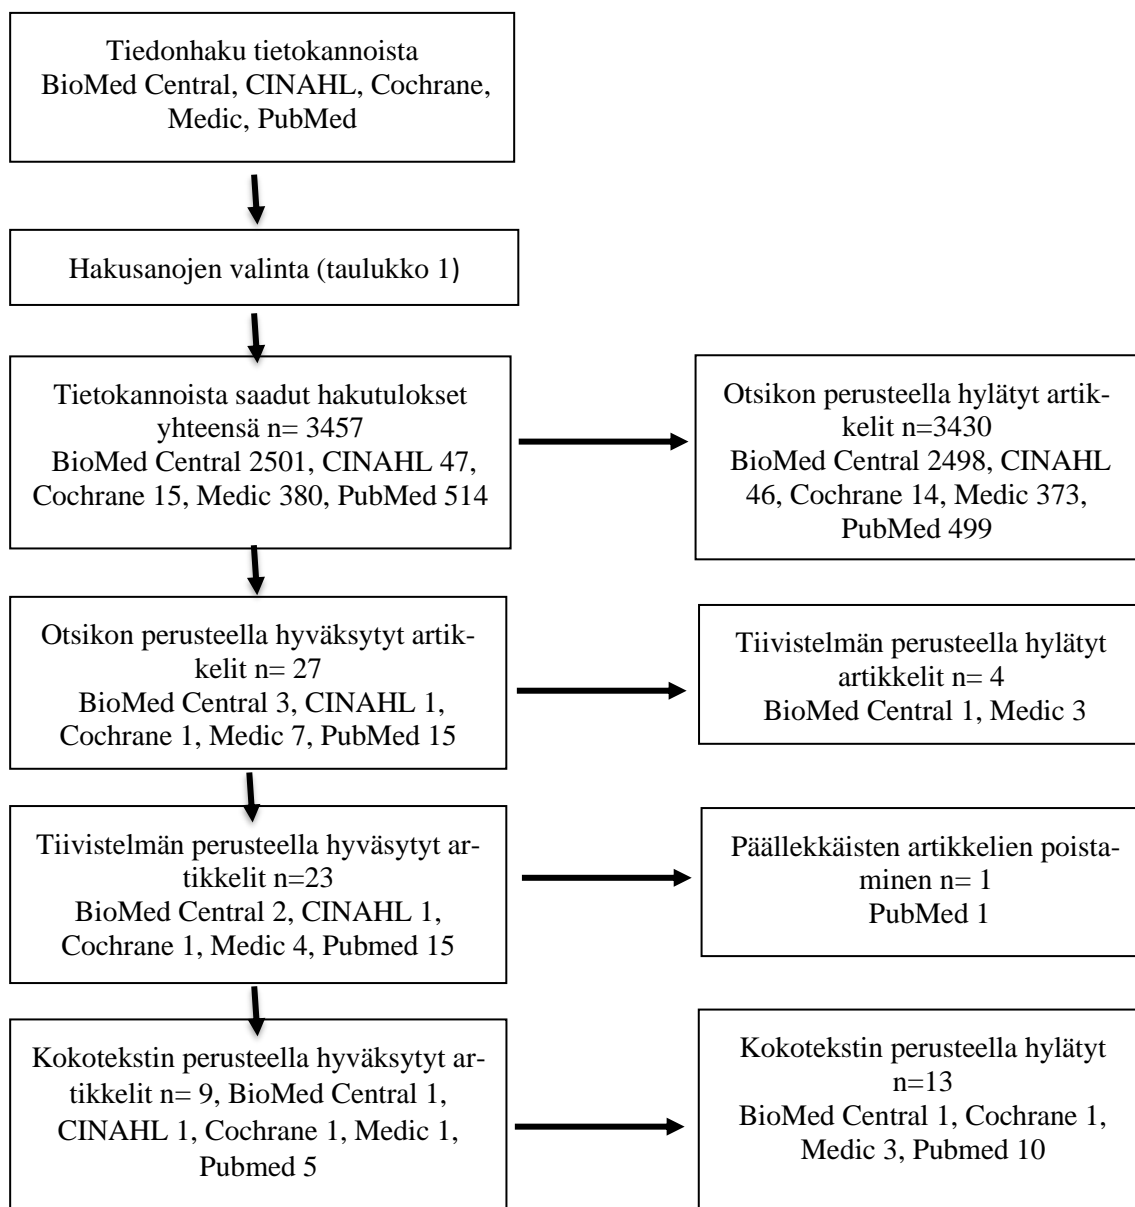 Tiedonhaku tietokannoista
BioMed Central, CINAHL, Cochrane,
Medic, PubMed
Hakusanojen valinta (taulukko 1)
Tietokannoista saadut hakutulokset
yhteensä n= 3457
BioMed Central 2501, CINAHL 47,
Cochrane 15, Medic 380, PubMed 514
Otsikon perusteella hylätyt artik-
kelit n=3430
BioMed Central 2498, CINAHL
46, Cochrane 14, Medic 373,
PubMed 499
Otsikon perusteella hyväksytyt artik-
kelit n= 27
BioMed Central 3, CINAHL 1,
Cochrane 1, Medic 7, PubMed 15
Tiivistelmän perusteella hylätyt
artikkelit n= 4
BioMed Central 1, Medic 3
Tiivistelmän perusteella hyväsytyt ar-
tikkelit n=23
BioMed Central 2, CINAHL 1,
Cochrane 1, Medic 4, Pubmed 15
Päällekkäisten artikkelien poista-
minen n= 1
PubMed 1
Kokotekstin perusteella hyväksytyt ar-
tikkelit n= 9, BioMed Central 1,
CINAHL 1, Cochrane 1, Medic 1,
Pubmed 5
Kokotekstin perusteella hylätyt
n=13
BioMed Central 1, Cochrane 1,
Medic 3, Pubmed 10